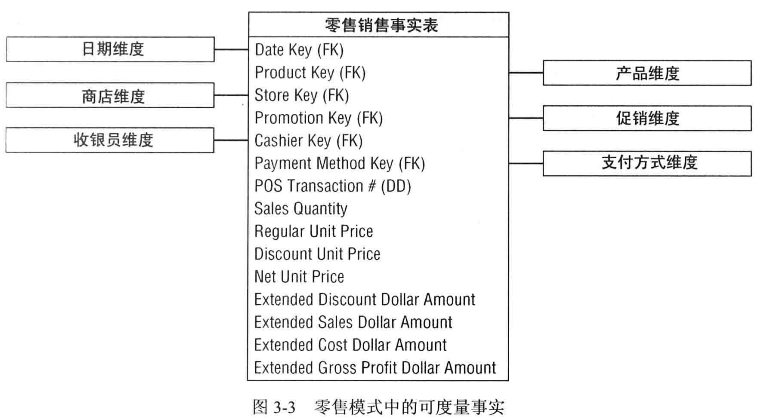 零售销售事实表
日期维度
Date Key (FK)
Product Key (FK)
产品维度
商店维度
Store Key (FK)
Promotion Key (FK)
促销维度
收银员维度
Cashier Key (FK)
Payment Method Key (FK)
支付方式维度
POS Transaction # (DD)
Sales Quantity
Regular Unit Price
Discount Unit Price
Net Unit Price
Extended Discount Dollar Amount
Extended Sales Dollar Amount
Extended Cost Dollar Amount
Extended Gross Profit Dollar Amount
图 3-3 零售模式中的可度量事实